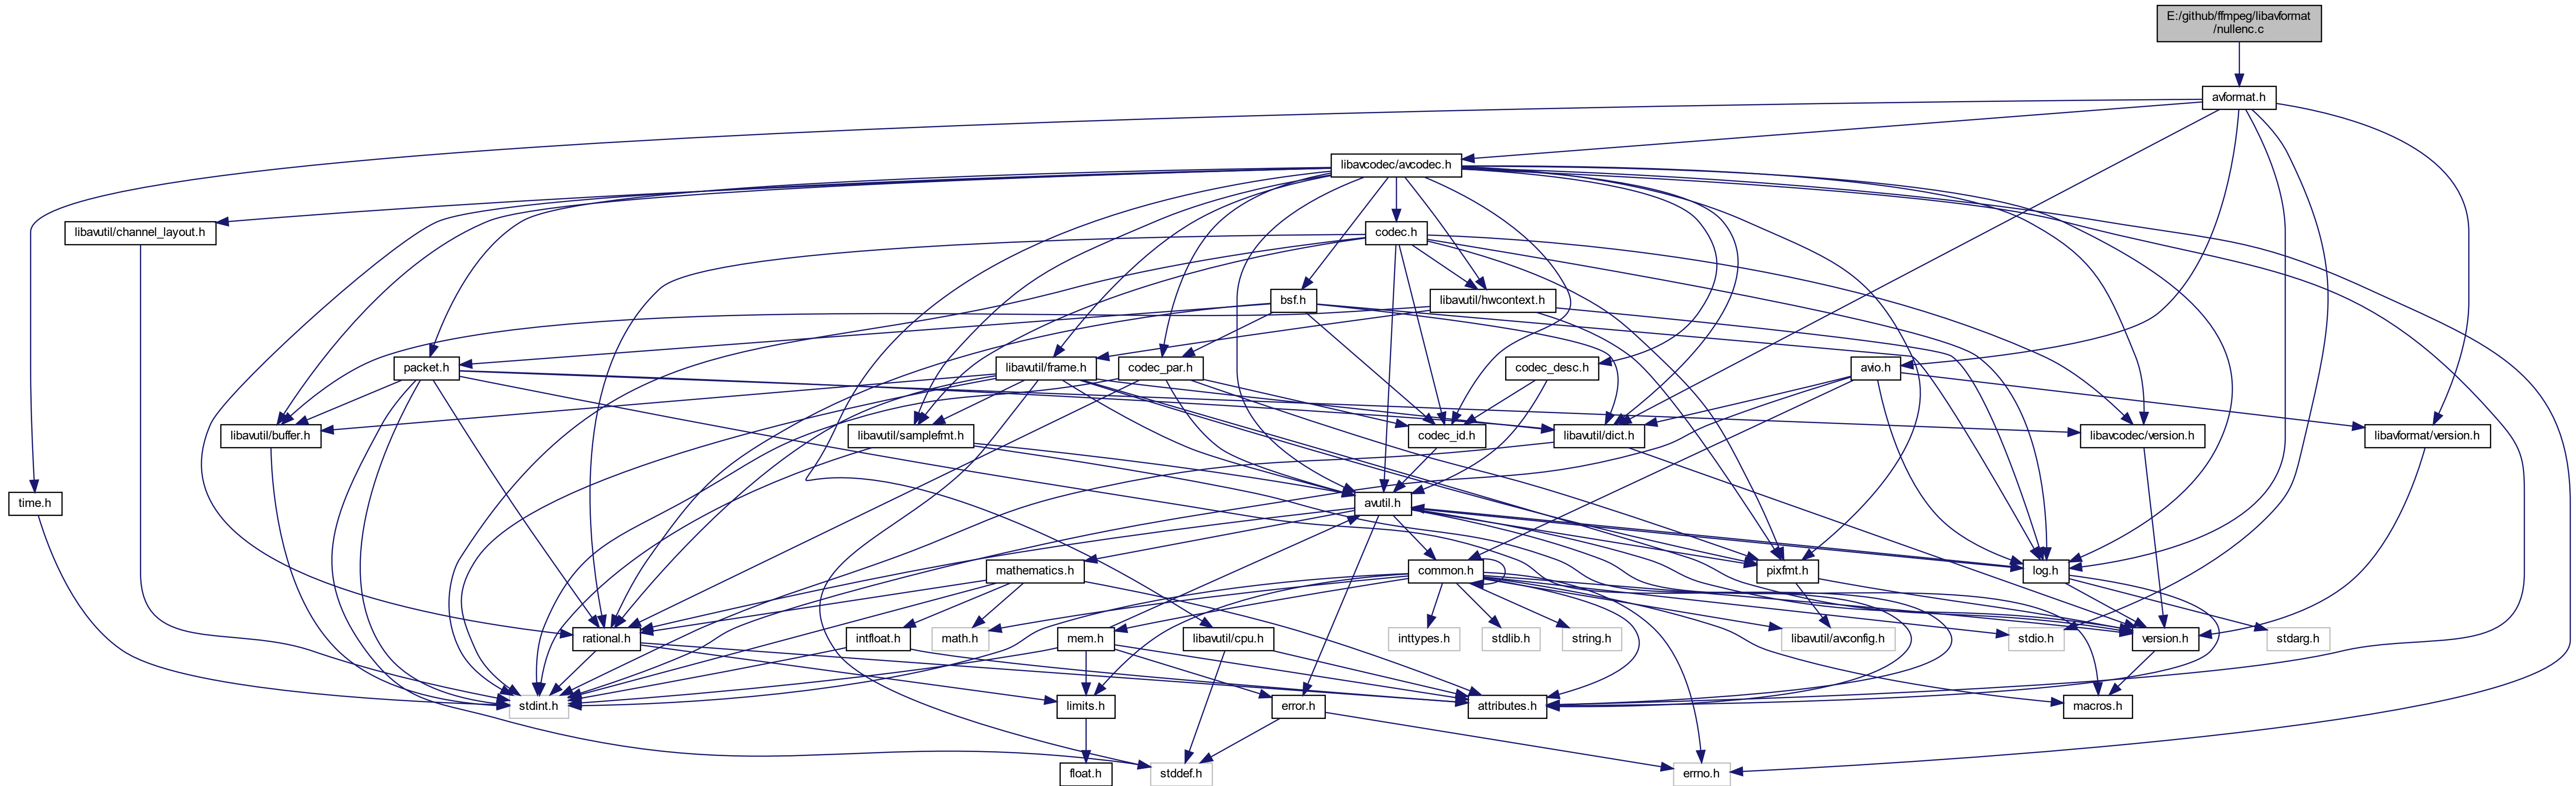 E:/github/ffmpeg/libavformat
/nullenc.c
avformat.h
libavcodec/avcodec.h
libavutil/channel_layout.h
codec.h
bsf.h
libavutil/hwcontext.h
packet.h
libavutil/frame.h
codec_par.h
codec_desc.h
avio.h
libavutil/buffer.h
libavutil/samplefmt.h
codec_id.h
libavutil/dict.h
libavcodec/version.h
libavformat/version.h
time.h
avutil.h
mathematics.h
common.h
pixfmt.h
log.h
rational.h
intfloat.h
math.h
mem.h
libavutil/cpu.h
inttypes.h
stdlib.h
string.h
libavutil/avconfig.h
stdio.h
version.h
stdarg.h
stdint.h
limits.h
error.h
attributes.h
macros.h
float.h
stddef.h
errno.h